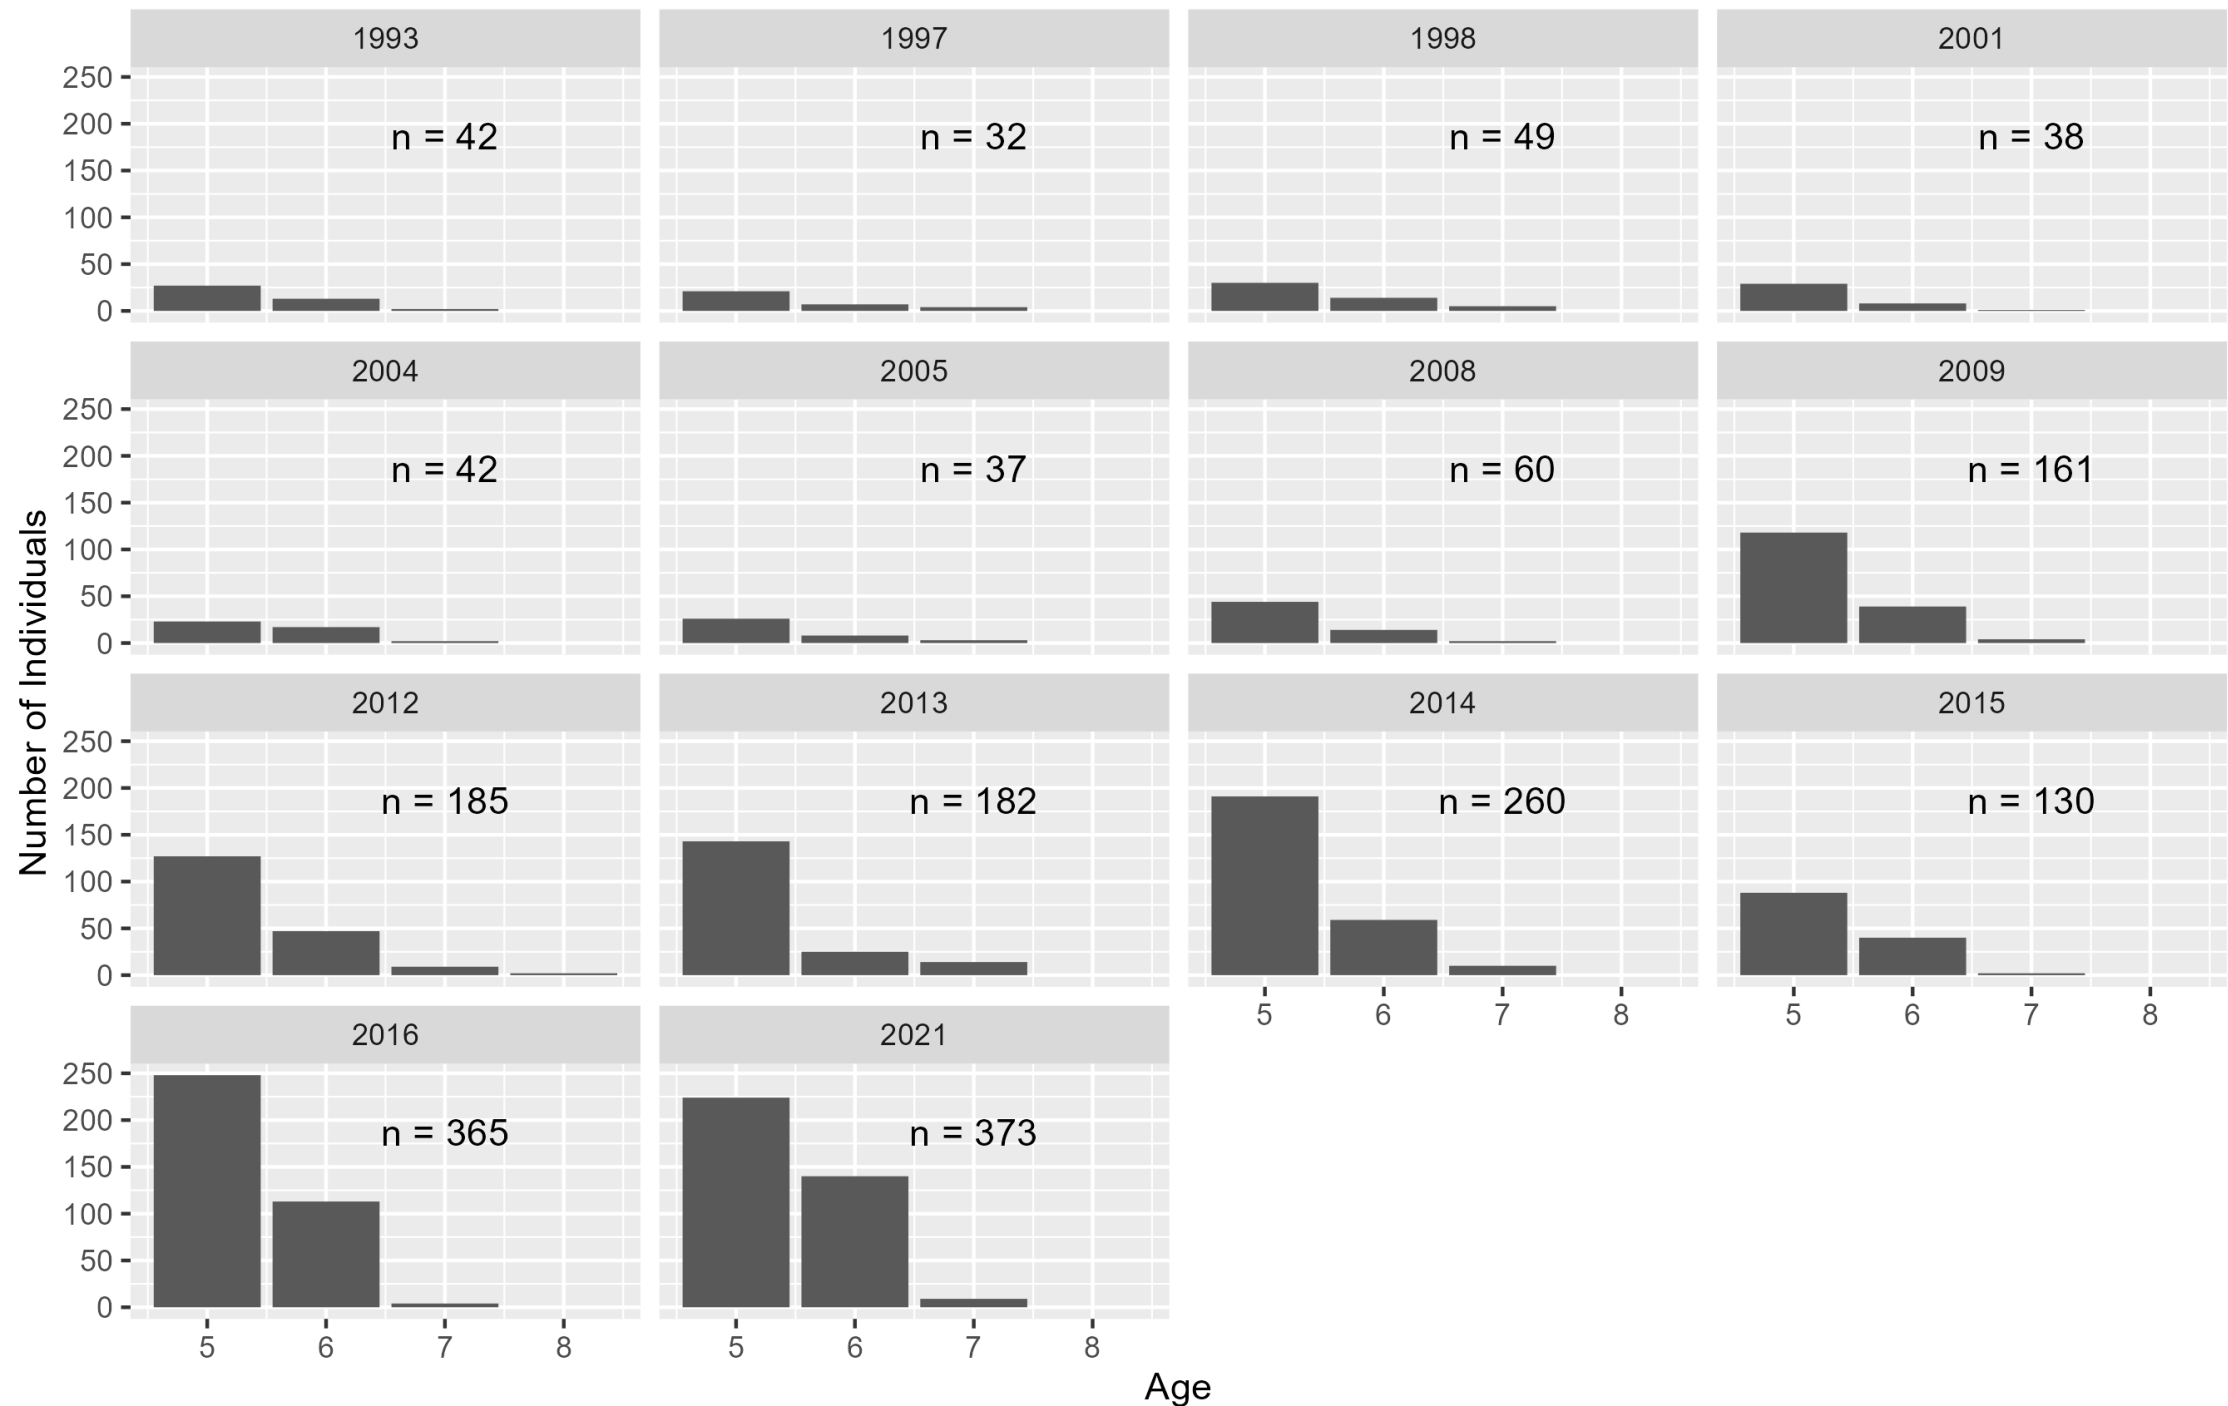 1993 1997 1998 2001
250
200
150
100
50
0
n = 42 n = 32 n = 49 n = 38
2004 2005 2008 2009
250
200
150
100
50
0
n = 42 n = 37 n = 60 n = 161
Number of Individuals
2012 2013 2014 2015
250
200
150
100
50
0
n = 185 n = 182 n = 260 n = 130
5 6 7 8 5 6 7 8
2016 2021
250
200
150
100
50
0
n = 365 n = 373
5 6 7 8 5 6 7 8
Age